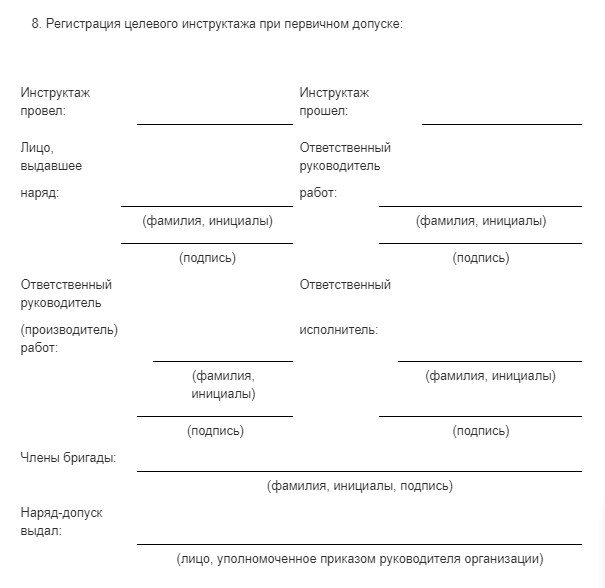 8. Регистрация целевого инструктажа при первичном допуске:
Инструктаж
провел:
Инструктаж
прошел:
Лицо,
выдавшее
наряд:
Ответственный
руководитель
работ:
(фамилия, инициалы)
(фамилия, инициалы)
(подпись)
(подпись)
Ответственный
руководитель
(производитель)
работ:
Ответственный
исполнитель:
(фамилия,
инициалы)
(фамилия, инициалы)
(подпись)
(подпись)
Члены бригады:
(фамилия, инициалы, подпись)
Наряд-допуск
выдал:
(лицо, уполномоченное приказом руководителя организации)